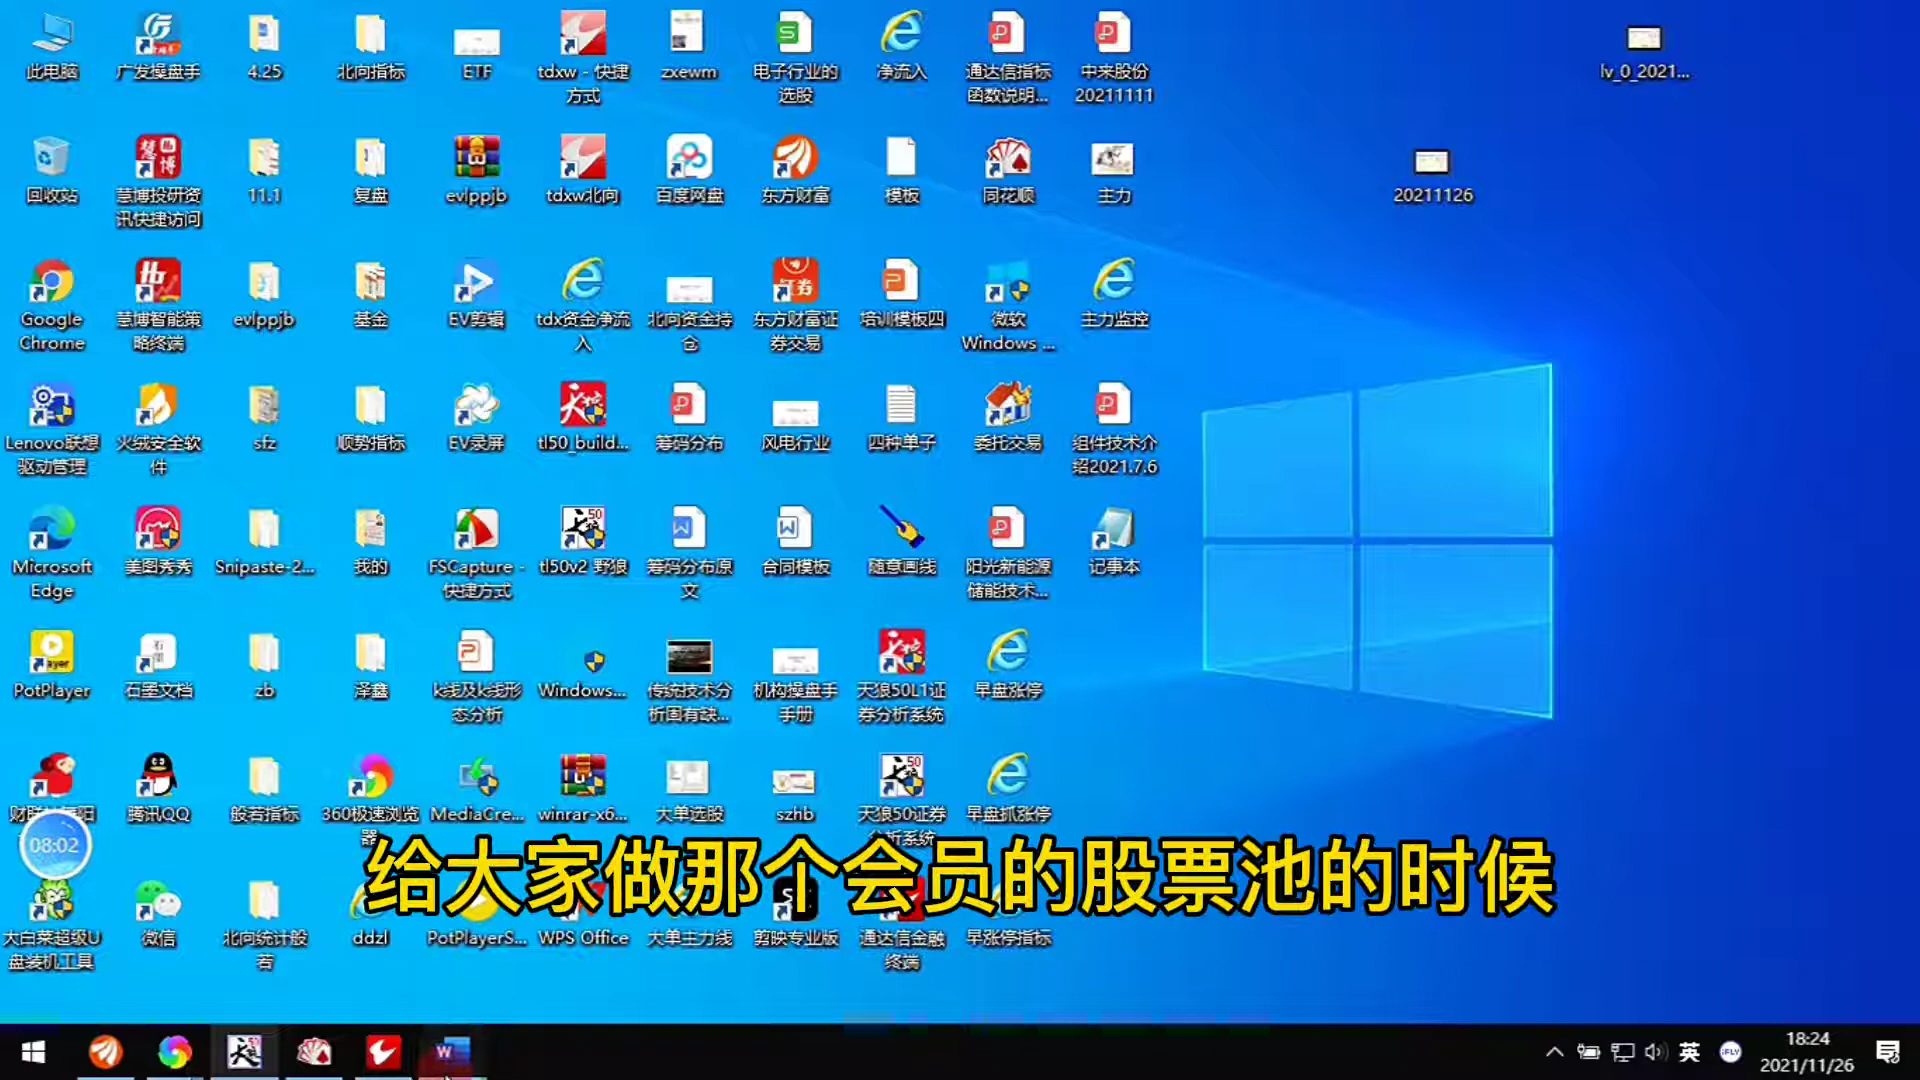 此电脑
广发操盘手
4.25
北向指标
ETF
tdxw - 快捷
方式
zxewm
电子行业的
选股
净流入
通达信指标
函数说明...
中来股份
20211111
lv_0_2021...
回收站
慧博投研资
讯快捷访问
11.1
复盘
evlppjb
tdxw北向
百度网盘
东方财富
模板
同花顺
主力
20211126
Google
Chrome
慧博智能策
略终端
evlppjb
基金
EV剪辑
tdx资金净流
入
北向资金持
仓
东方财富证
券交易
培训模板四
微软
Windows ...
主力监控
Lenovo联想
驱动管理
火绒安全软
件
sfz
顺势指标
EV录屏
tl50_build...
筹码分布
风电行业
四种单子
委托交易
组件技术介
绍2021.7.6
Microsoft
Edge
美图秀秀
Snipaste-2...
我的
FSCapture -
快捷方式
tl50v2 野狼
筹码分布原
文
合同模板
随意画线
阳光新能源
储能技术...
记事本
PotPlayer
石墨文档
zb
泽鑫
k线及k线形
态分析
Windows...
传统技术分
析固有缺...
机构操盘手
手册
天狼50L1证
券分析系统
早盘涨停
腾讯QQ
般若指标
360极速浏览
器
MediaCre...
winrar-x6...
大单选股
szhb
天狼50证券
分析系统
早盘抓涨停
08:02
给大家做那个会员的股票池的时候
大白菜超级U
盘装机工具
微信
北向统计般
若
ddzl
PotPlayerS...
WPS Office
大单主力线
剪映专业版
通达信金融
终端
早涨停指标
英
iFLY
18:24
2021/11/26